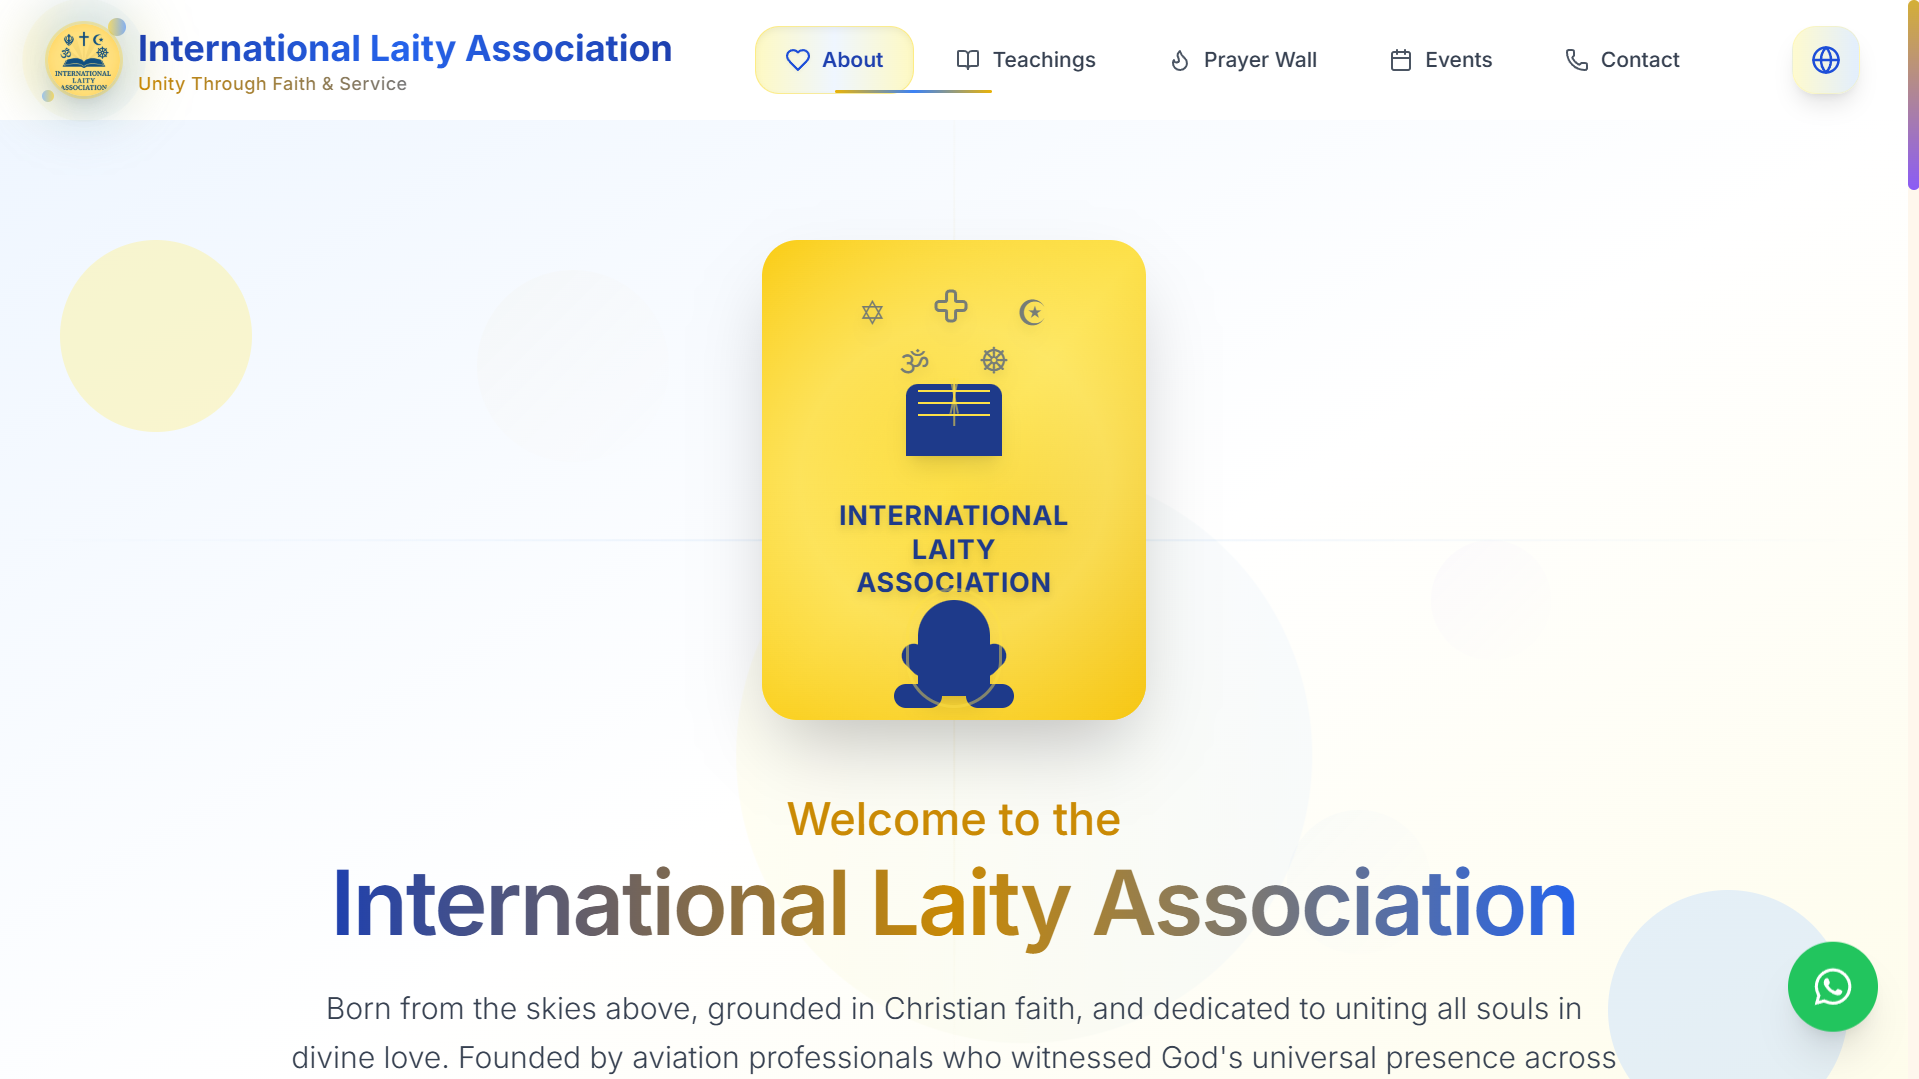 INTERNATIONAL
LAITY
ASSOCIATION
International Laity Association
Unity Through Faith & Service
About
Teachings
Prayer Wall
Events
Contact
INTERNATIONAL
LAITY
ASSOCIATION
Welcome to the
International Laity Association
Born from the skies above, grounded in Christian faith, and dedicated to uniting all souls in
divine love. Founded by aviation professionals who witnessed God's universal presence across